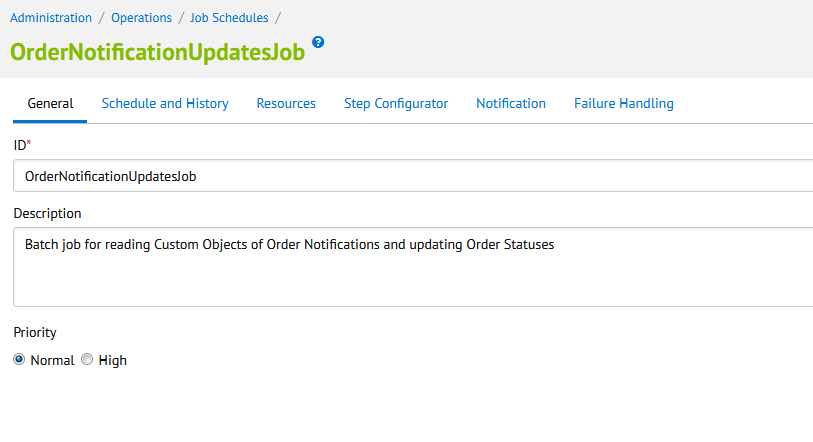 Administration / Operations / Job Schedules /
OrderNotificationUpdatesJob ?
General Schedule and History Resources Step Configurator Notification Failure Handling
ID*
OrderNotificationUpdatesJob
Description
Batch job for reading Custom Objects of Order Notifications and updating Order Statuses
Priority
Normal High